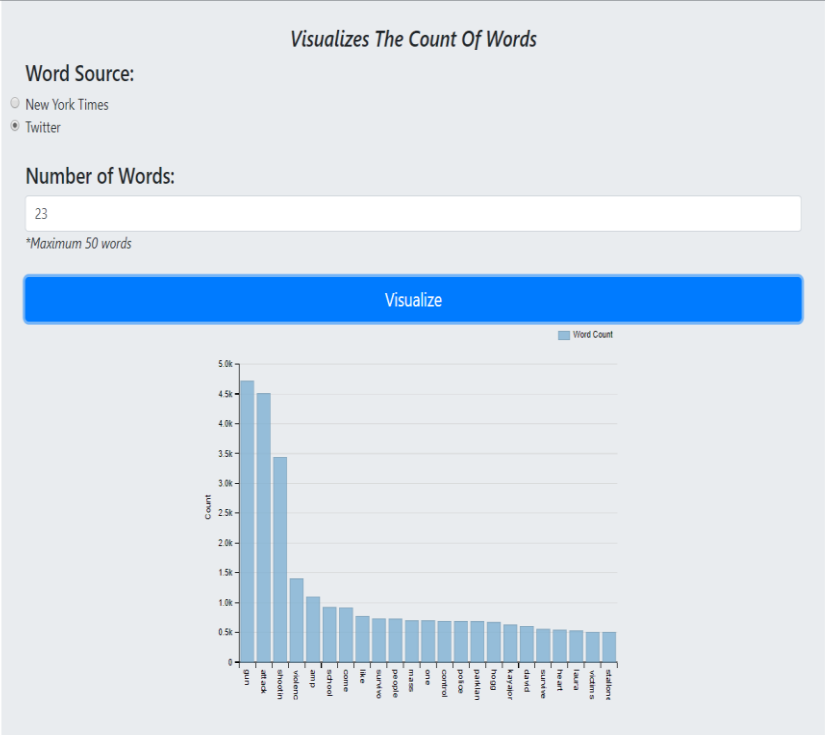 Visualizes The Count Of Words
Word Source:
New York Times
Twitter
Number of Words:
23
*Maximum 50 words
Visualize
Word Count
5.0k
4.5k
4.0k
3.5k
3.0k
2.5k
2.0k
1.5k
1.0k
0.5k
0
Count
gun
attack
shootin
violenc
amp
school
come
like
survivo
people
mass
one
control
police
parklan
hogg
kayajor
david
survive
heart
laura
victims
stallone